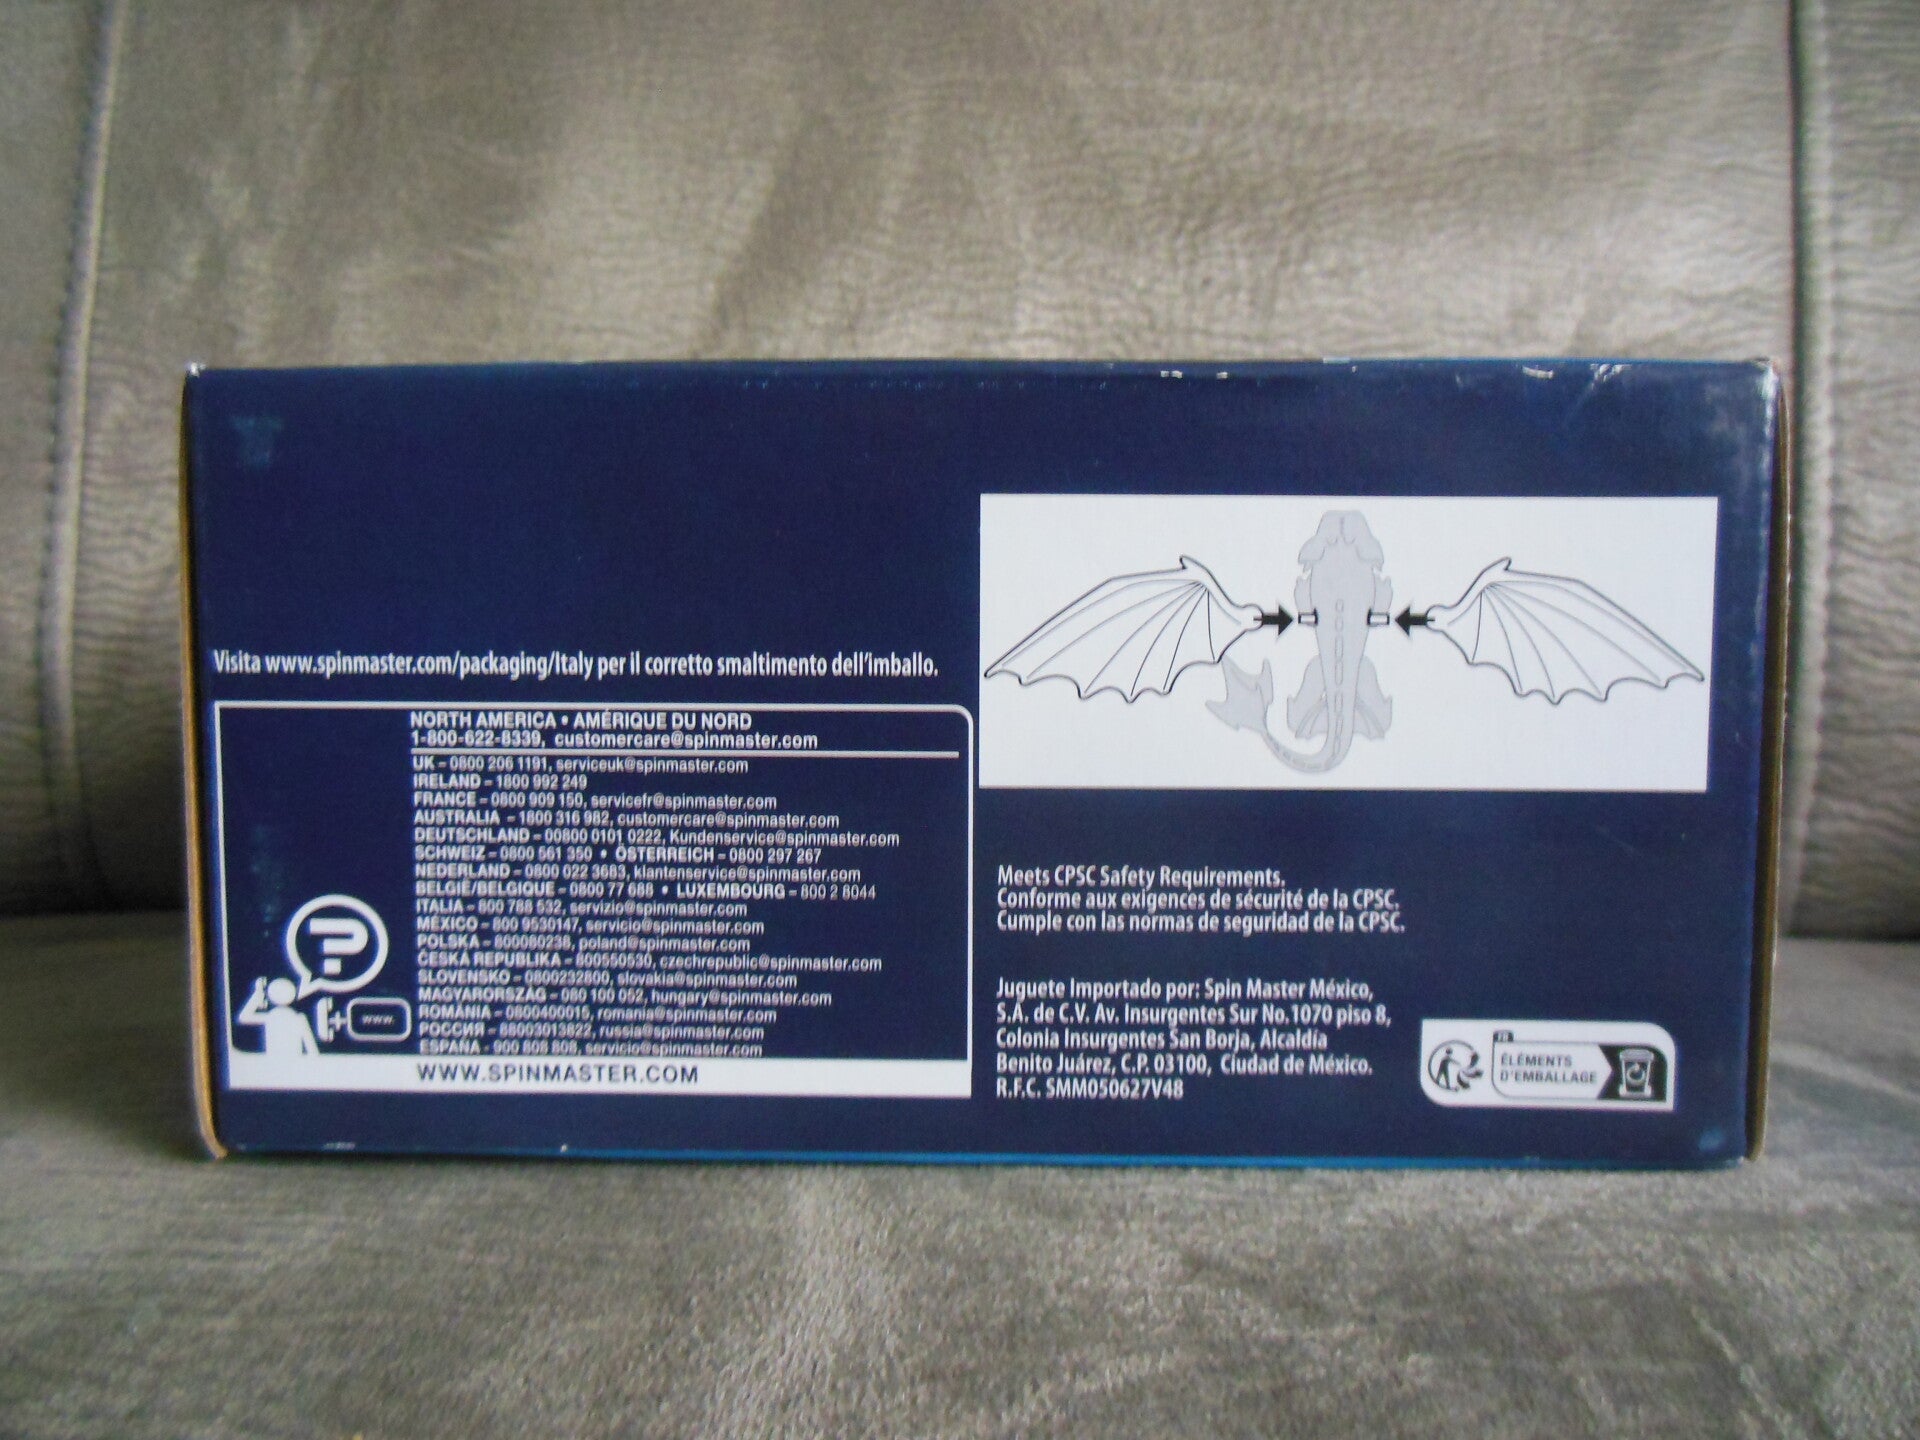 Visita www.spinmaster.com/packaging/Italy per il corretto smaltimento dell'imballo.
NORTH AMERICA • AMÉRIQUE DU NORD
1-800-622-8339, customercare@spinmaster.com
UK – 0800 206 1191, serviceuk@spinmaster.com
IRELAND – 1800 992 249
FRANCE – 0800 909 150, servicefr@spinmaster.com
AUSTRALIA – 1800 316 982, customercare@spinmaster.com
DEUTSCHLAND – 00800 0101 0222, Kundenservice@spinmaster.com
SCHWEIZ – 0800 561 350 • ÖSTERREICH – 0800 297 267
NEDERLAND – 0800 022 3683, klantenservice@spinmaster.com
BELGIË/BELGIQUE – 0800 77 688 • LUXEMBOURG – 800 2 8044
ITALIA – 800 788 532, servizio@spinmaster.com
MÉXICO – 800 9530147, servicio@spinmaster.com
POLSKA – 800080238, poland@spinmaster.com
ČESKÁ REPUBLIKA – 800550530, czechrepublic@spinmaster.com
SLOVENSKO – 0800232800, slovakia@spinmaster.com
MAGYARORSZÁG – 080 100 052, hungary@spinmaster.com
ROMÂNIA – 0800400015, romania@spinmaster.com
РОССИЯ – 88003013822, russia@spinmaster.com
ESPAÑA – 900 808 808, servicio@spinmaster.com
www
WWW.SPINMASTER.COM
Meets CPSC Safety Requirements.
Conforme aux exigences de sécurité de la CPSC.
Cumple con las normas de seguridad de la CPSC.
Juguete Importado por: Spin Master México,
S.A. de C.V. Av. Insurgentes Sur No. 1070 piso 8,
Colonia Insurgentes San Borja, Alcaldía
Benito Juárez, C.P. 03100, Ciudad de México.
R.F.C. SMM050627V48
FR
ÉLÉMENTS
D'EMBALLAGE